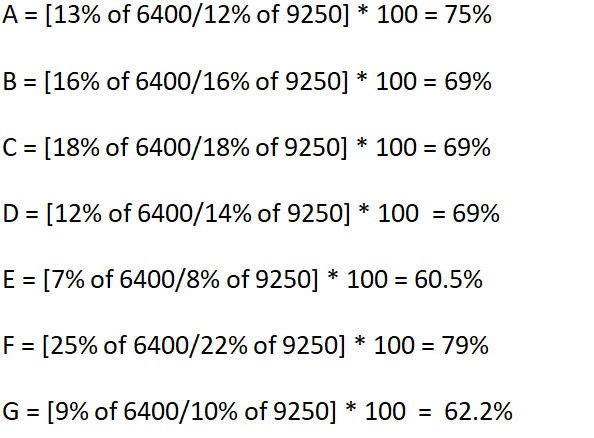 A = [13% of 6400/12% of 9250] * 100 = 75%
B = [16% of 6400/16% of 9250] * 100 = 69%
C = [18% of 6400/18% of 9250] * 100 = 69%
D = [12% of 6400/14% of 9250] * 100  = 69%
E = [7% of 6400/8% of 9250] * 100 = 60.5%
F = [25% of 6400/22% of 9250] * 100 = 79%
G = [9% of 6400/10% of 9250] * 100  =  62.2%